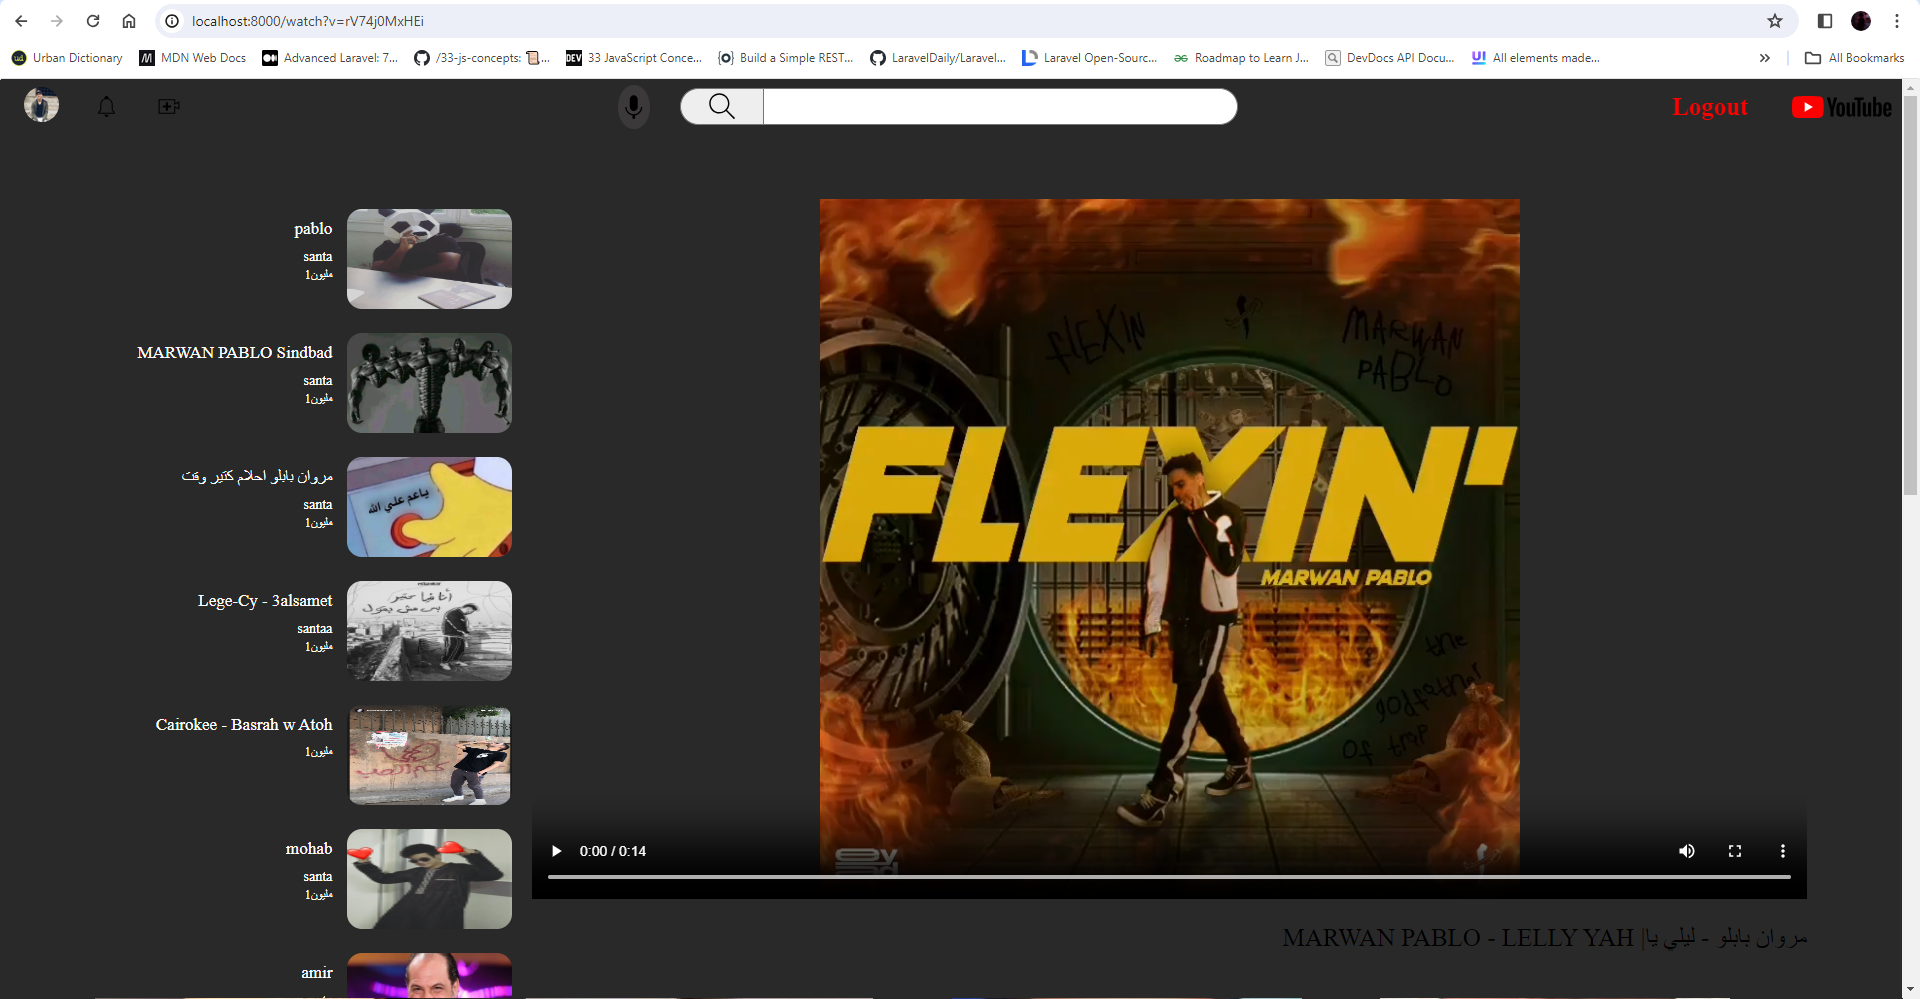 localhost:8000/watch?v=rV74j0MxHEi
Urban Dictionary
MDN Web Docs
Advanced Laravel: 7...
/33-js-concepts: 📜...
33 JavaScript Conce...
Build a Simple REST...
LaravelDaily/Laravel...
Laravel Open-Sourc...
Roadmap to Learn J...
DevDocs API Docu...
All elements made...
All Bookmarks
Logout
YouTube
pablo
santa
1مليون
MARWAN PABLO Sindbad
santa
1مليون
مروان بابلو احلام كتير وقت
santa
1مليون
ياعم علي الله
Lege-Cy - 3alsamet
santaa
1مليون
Cairokee - Basrah w Atoh
1مليون
mohab
santa
1مليون
amir
FLEXIN
MARWAN
PABLO
FLEXIN'
MARWAN PABLO
the
godfather
of trap
0:00 / 0:14
مروان بابلو - ليلي يا| MARWAN PABLO - LELLY YAH